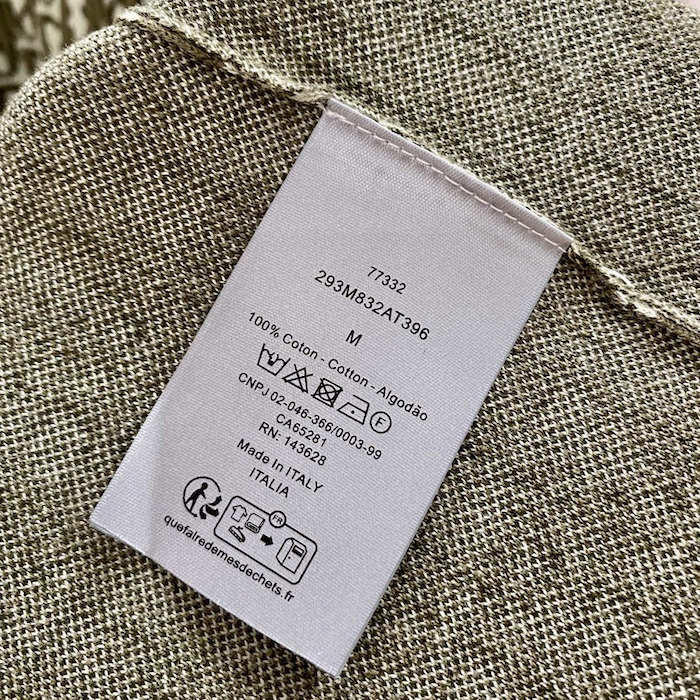 77332
293M832AT396
M
100% Coton - Cotton - Algodão
F
CNPJ 02-046-366/0003-99
CA65281
RN: 143628
Made In ITALY
ITALIA
FR
quefairedemesdechets.fr